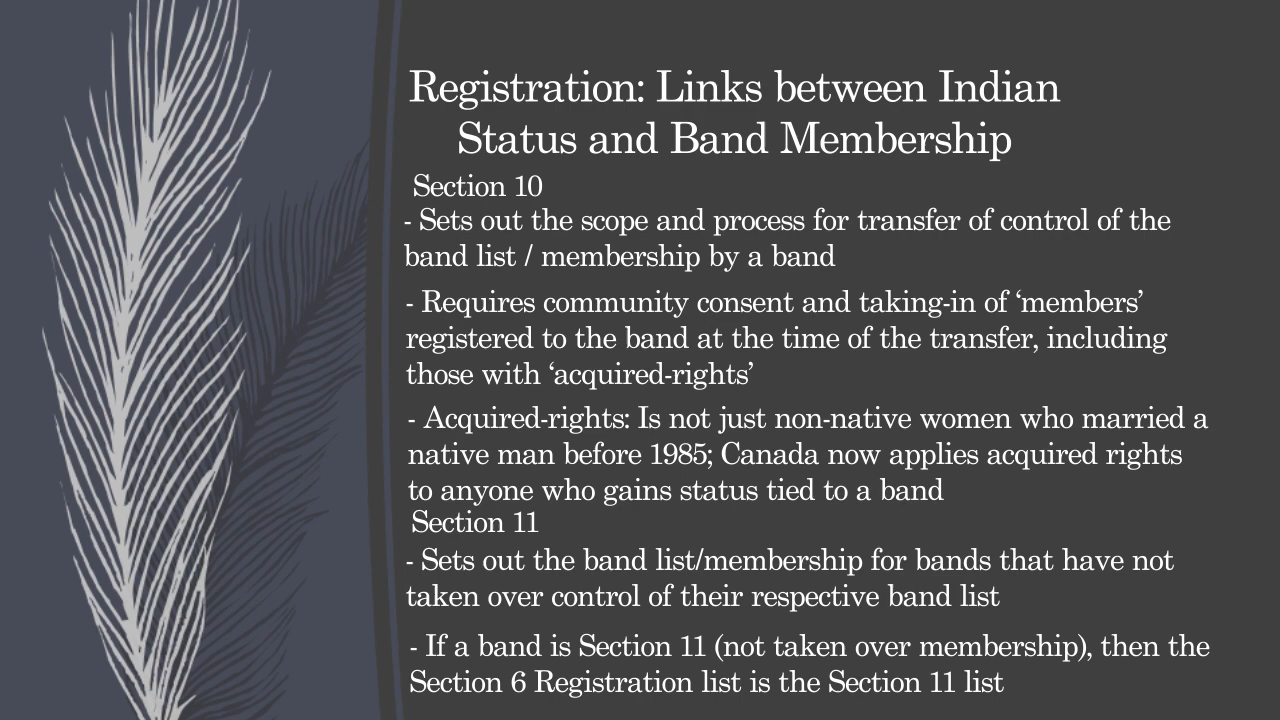 Registration: Links between Indian
Status and Band Membership
Section 10
- Sets out the scope and process for transfer of control of the
band list / membership by a band
- Requires community consent and taking-in of ‘members’
registered to the band at the time of the transfer, including
those with ‘acquired-rights’
- Acquired-rights: Is not just non-native women who married a
native man before 1985; Canada now applies acquired rights
to anyone who gains status tied to a band
Section 11
- Sets out the band list/membership for bands that have not
taken over control of their respective band list
- If a band is Section 11 (not taken over membership), then the
Section 6 Registration list is the Section 11 list